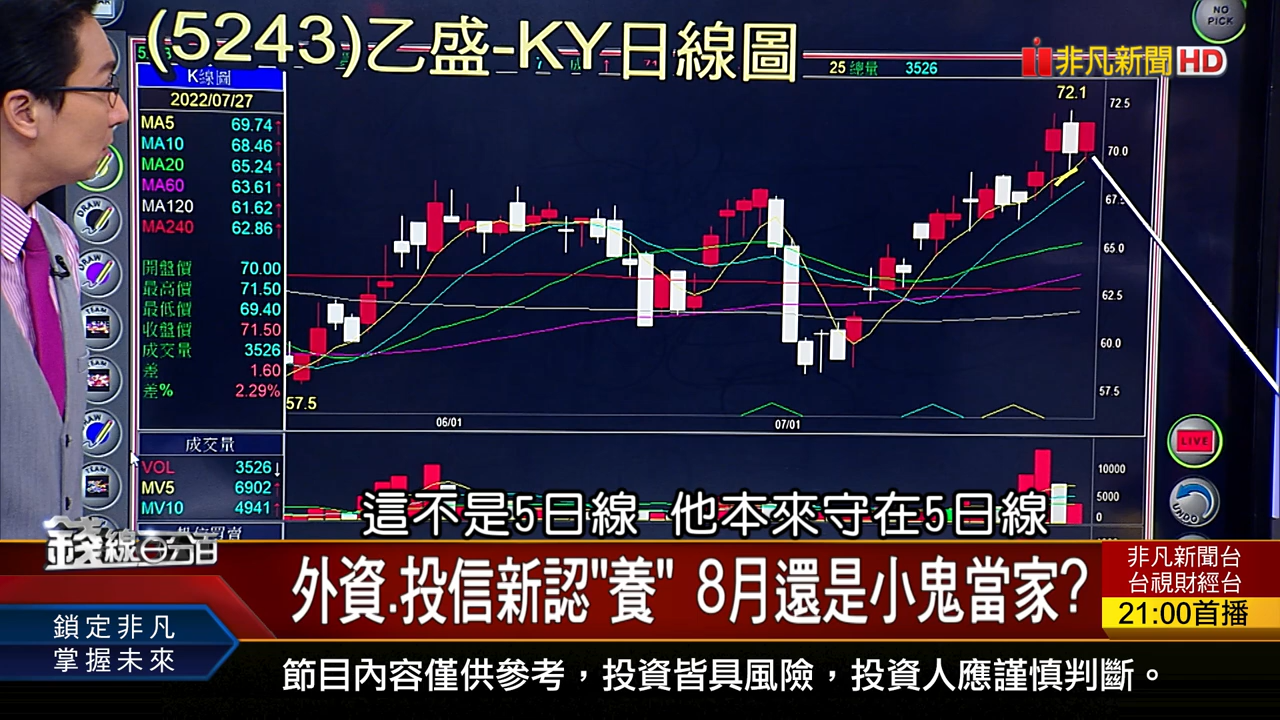 (5243)乙盛-KY日線圖
NO
PICK
非凡新聞HD
K線圖
25 總量 3526
2022/07/27
72.1
72.5
MA5 69.74↑
MA10 68.46↑
MA20 65.24↑
MA60 63.61↑
MA120 61.62↑
MA240 62.86↑
70.0
67.5
65.0
62.5
60.0
57.5
開盤價 70.00
最高價 71.50
最低價 69.40
收盤價 71.50
成交量 3526
差 1.60
差% 2.29%
57.5
06/01
07/01
DRAW
TEAM
TEAM
DRAW
TEAM
LIVE
UNDO
成交量
VOL 3526↓
MV5 6902↑
MV10 4941↑
10000
5000
0
這不是5日線 他本來守在5日線
錢線百分百
外資.投信新認"養" 8月還是小鬼當家?
非凡新聞台
台視財經台
21:00首播
鎖定非凡
掌握未來
節目內容僅供參考，投資皆具風險，投資人應謹慎判斷。